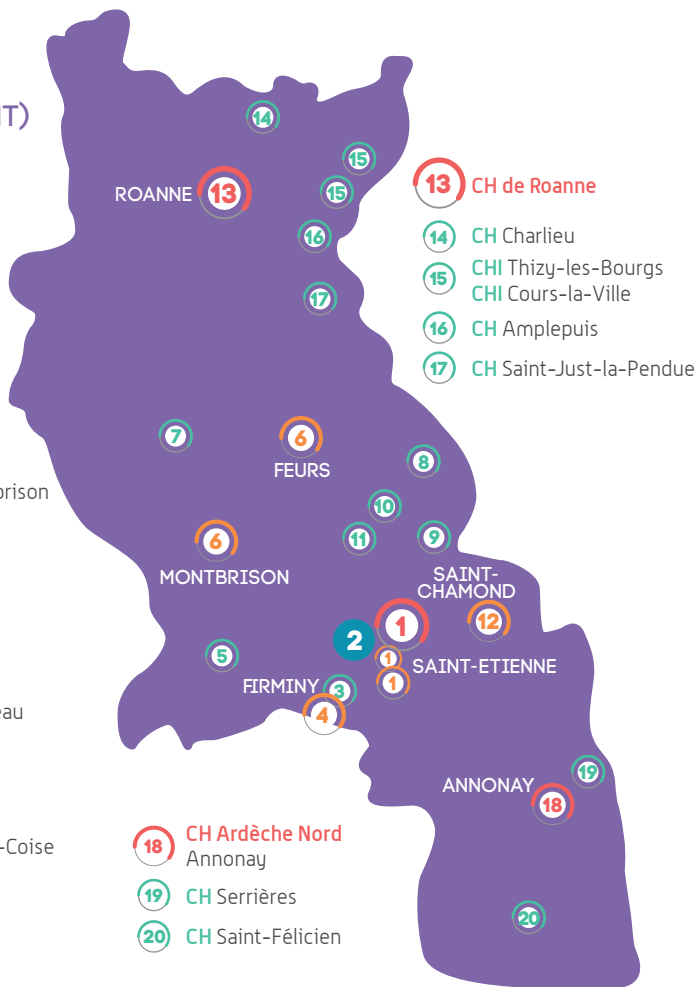 IT)
14
15
ROANNE 13
15
16
17
13 CH de Roanne
14 CH Charlieu
15 CHI Thizy-les-Bourgs
CHI Cours-la-Ville
16 CH Amplepuis
17 CH Saint-Just-la-Pendue
7
6
FEURS
8
10
11
9
6
MONTBRISON
SAINT-
CHAMOND
12
1
2
1
SAINT-ETIENNE
1
5
FIRMINY 3
4
19
ANNONAY
18
20
orison
eau
-Coise
18 CH Ardèche Nord
Annonay
19 CH Serrières
20 CH Saint-Félicien